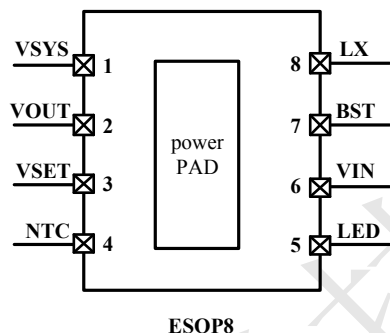 VSYS 1 8 LX
VOUT 2 7 BST
power
PAD
VSET 3 6 VIN
NTC 4 5 LED
ESOP8